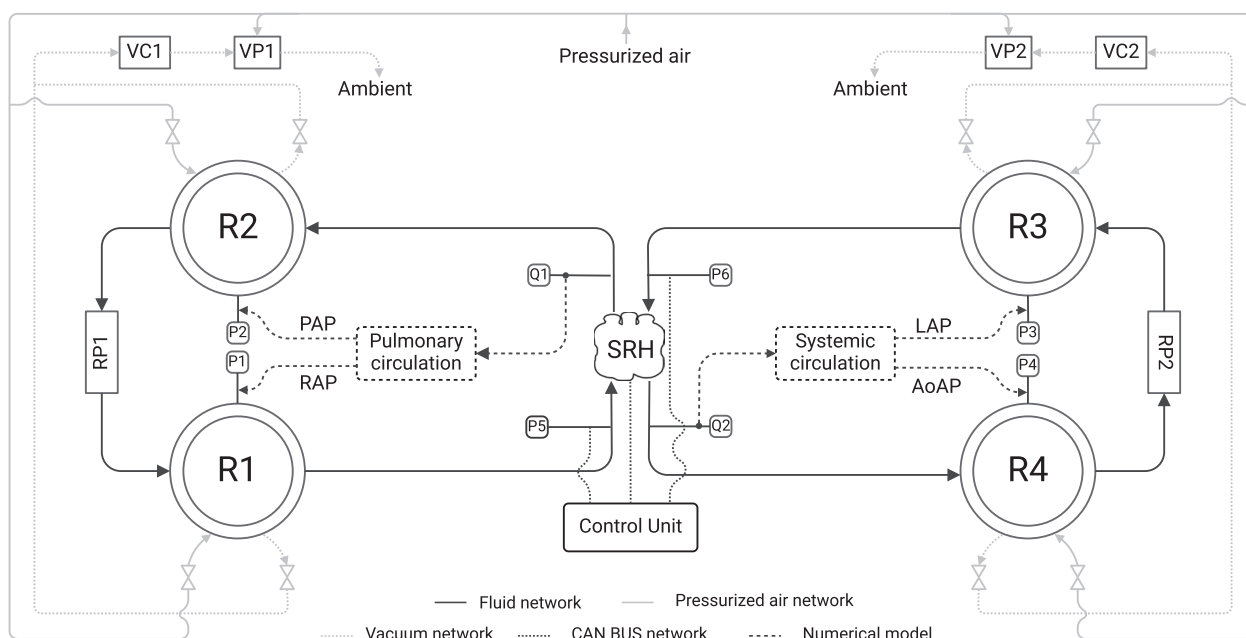 VC1
VP1
Pressurized air
VP2
VC2
Ambient
Ambient
R2
R3
Q1
P6
P2
PAP
Pulmonary
circulation
RAP
P1
RP1
SRH
Systemic
circulation
LAP
AoAP
P3
P4
RP2
P5
Q2
R1
R4
Control Unit
Fluid network
Pressurized air network
Vacuum network
CAN BUS network
Numerical model